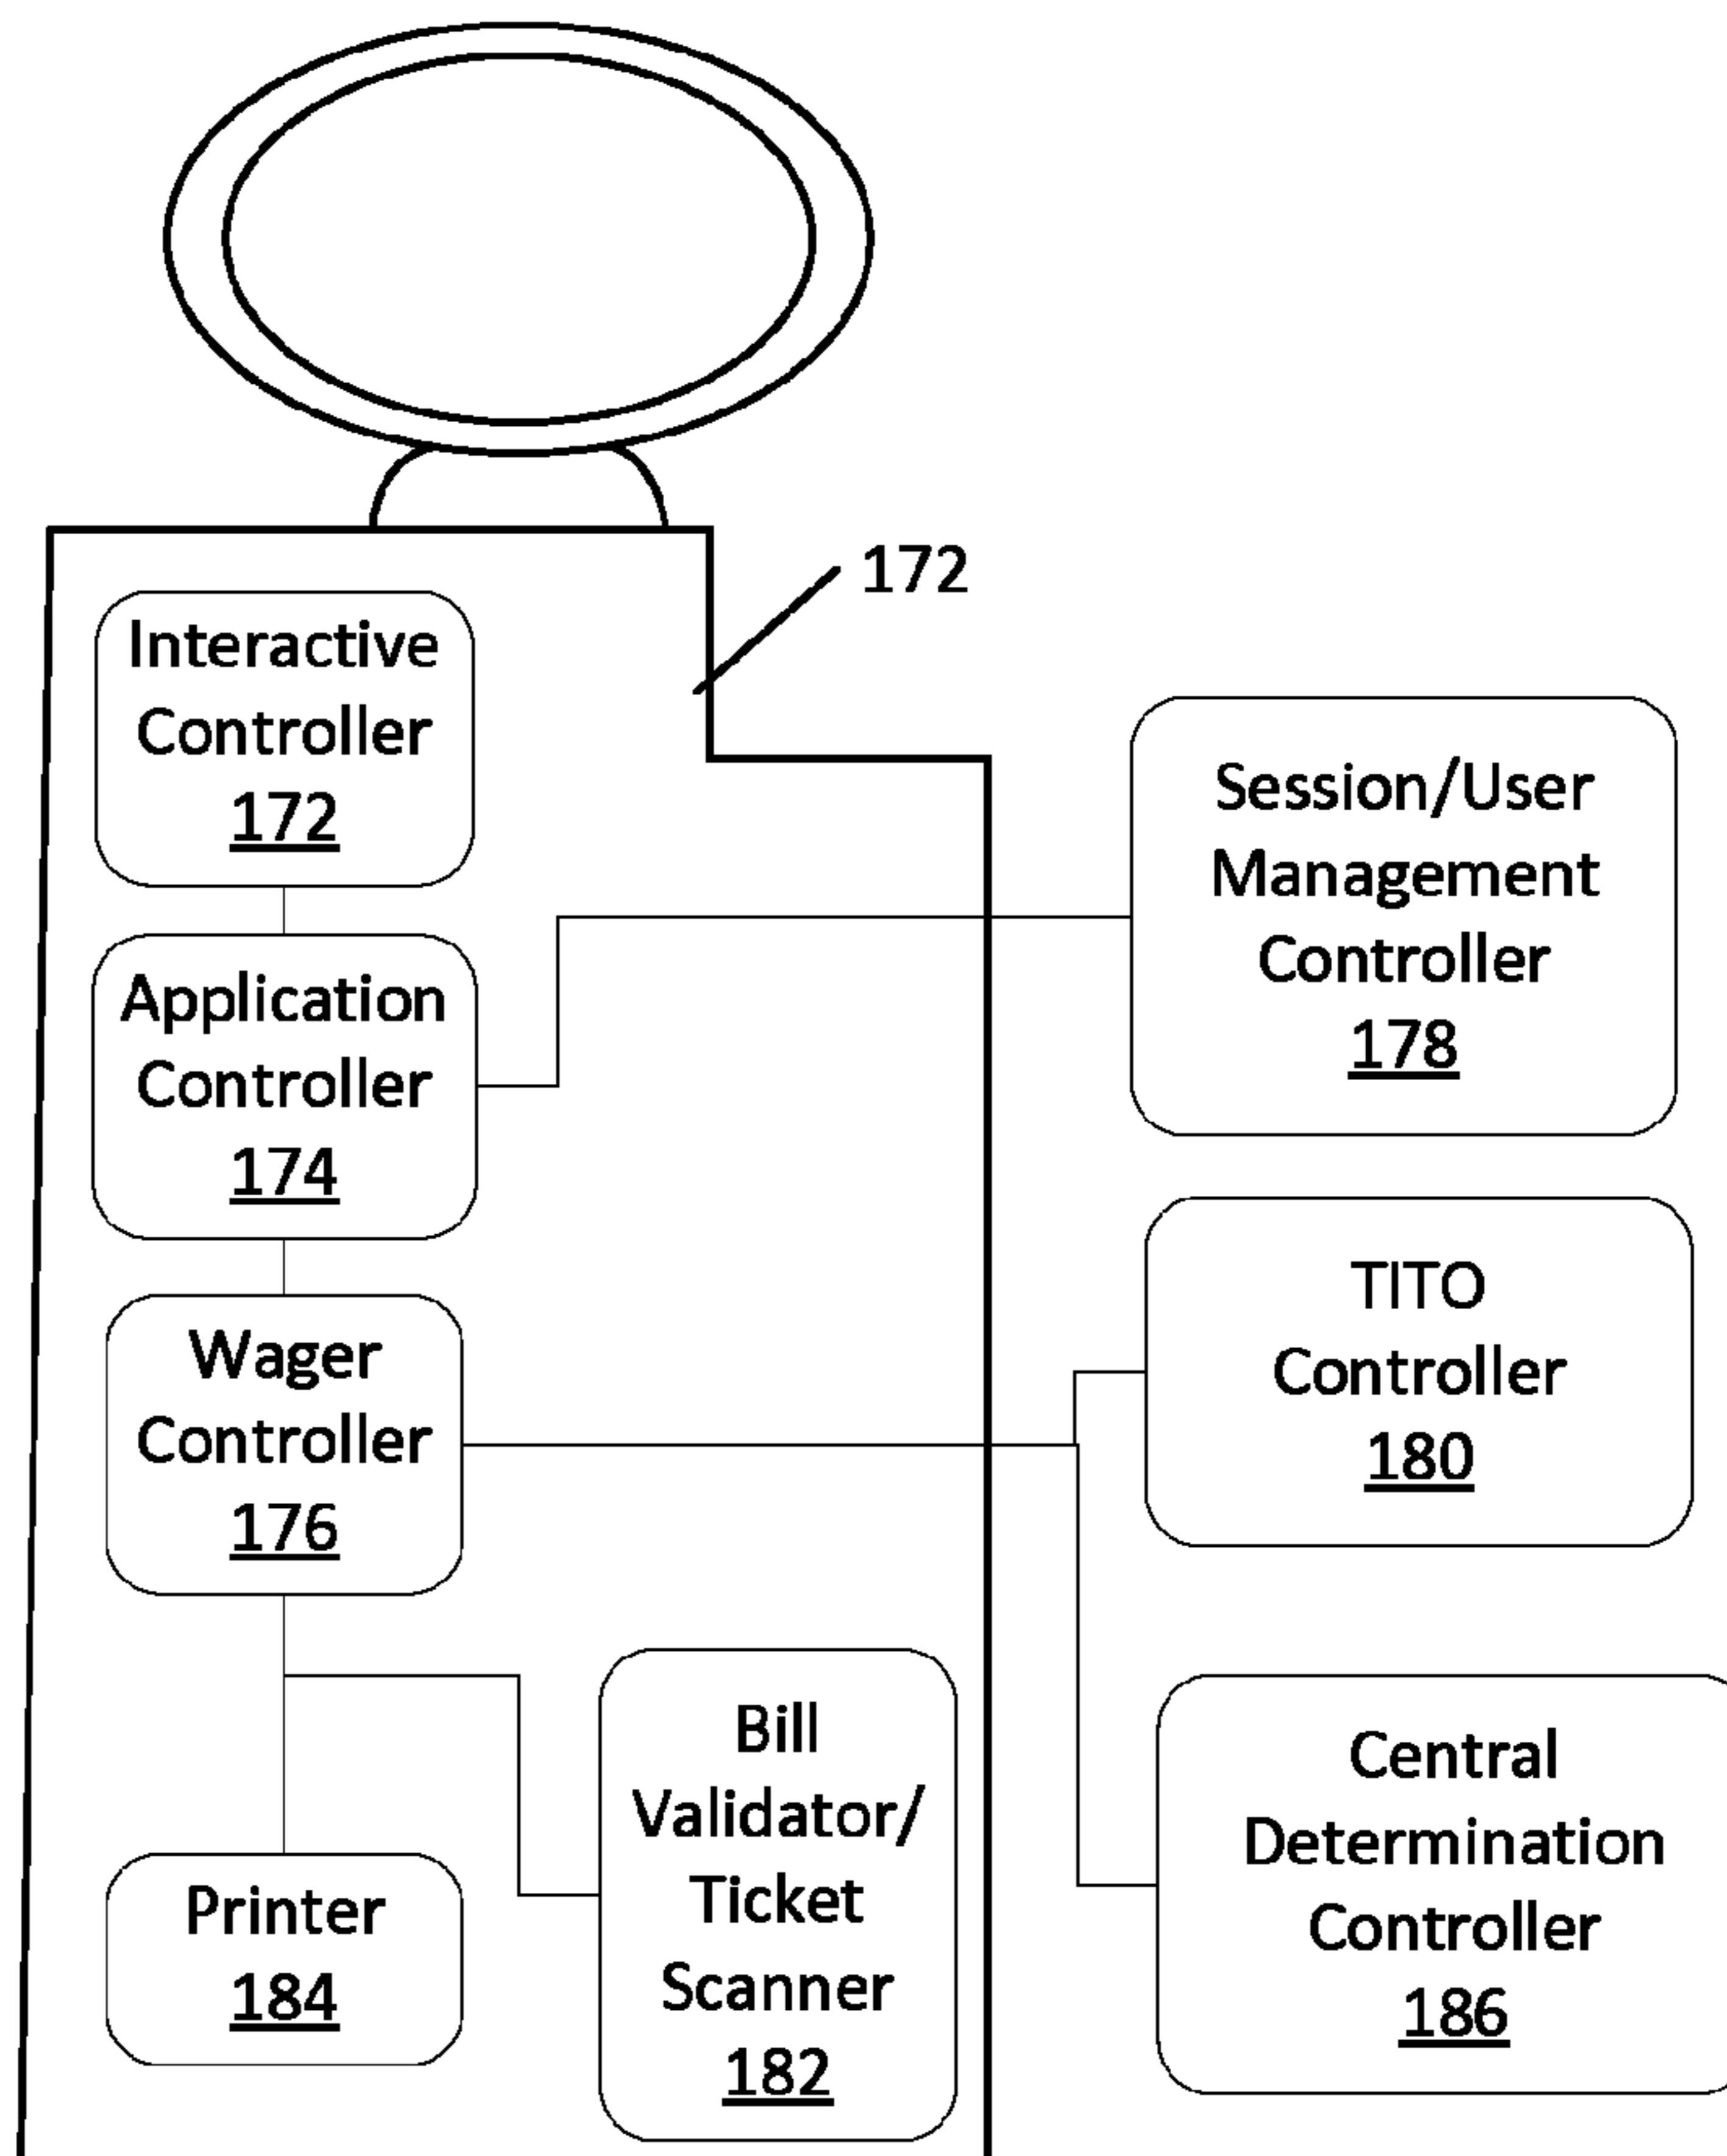 172
Interactive
Controller
172
Application
Controller
174
Wager
Controller
176
Printer
184
Bill
Validator/
Ticket
Scanner
182
Session/User
Management
Controller
178
TITO
Controller
180
Central
Determination
Controller
186